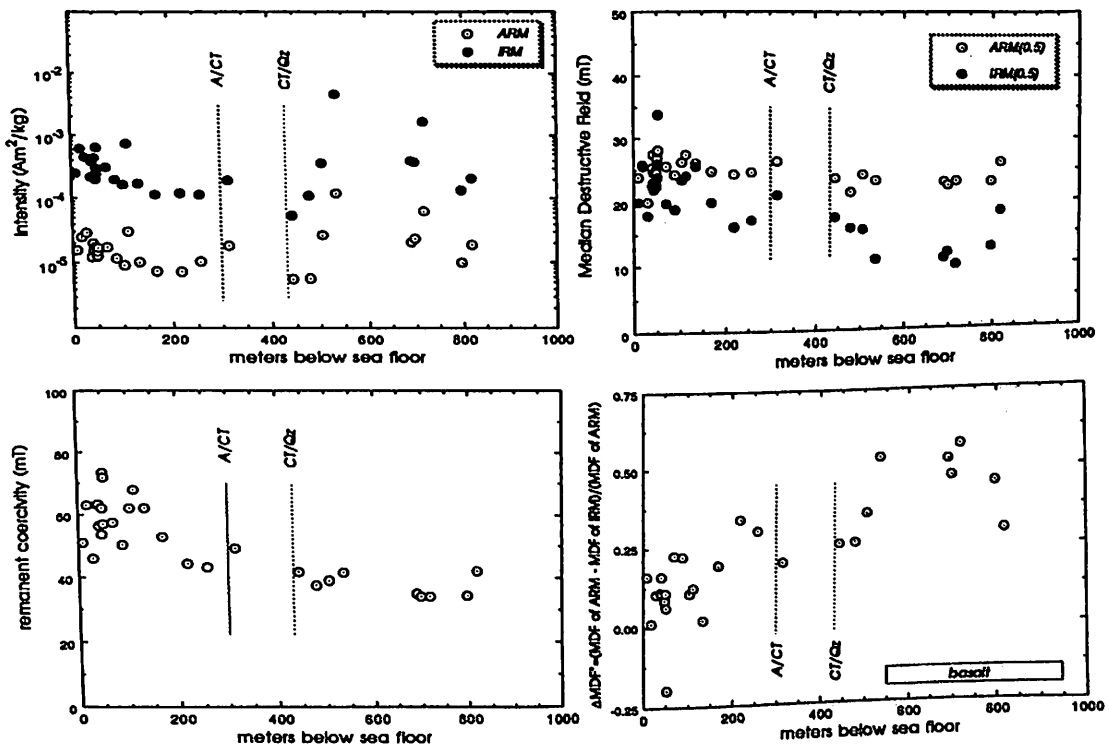 ARM
IRM
A/CT
CT/Qz
10⁻²
10⁻³
10⁻⁴
10⁻⁵
Intensity (Am²/kg)
0 200 400 600 800 1000
meters below sea floor
ARM(0.5)
IRM(0.5)
A/CT
CT/Qz
50
40
30
20
10
0
Median Destructive Field (mT)
0 200 400 600 800 1000
meters below sea floor
100
80
60
40
20
0
remanent coercivity (mT)
A/CT
CT/Qz
0 200 400 600 800 1000
meters below sea floor
0.75
0.50
0.25
0.00
-0.25
ΔMDF'=(MDF of ARM - MDF of IRM)/(MDF of ARM)
A/CT
CT/Qz
basalt
0 200 400 600 800 1000
meters below sea floor